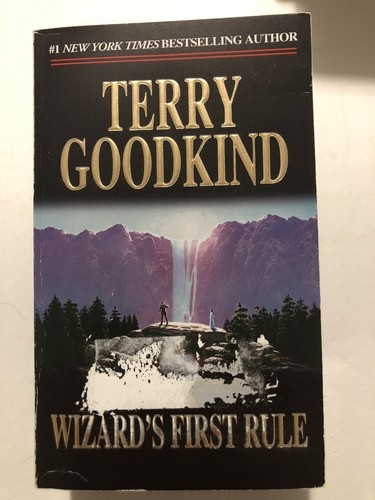 #1 NEW YORK TIMES BESTSELLING AUTHOR
TERRY
GOODKIND
WIZARD'S FIRST RULE